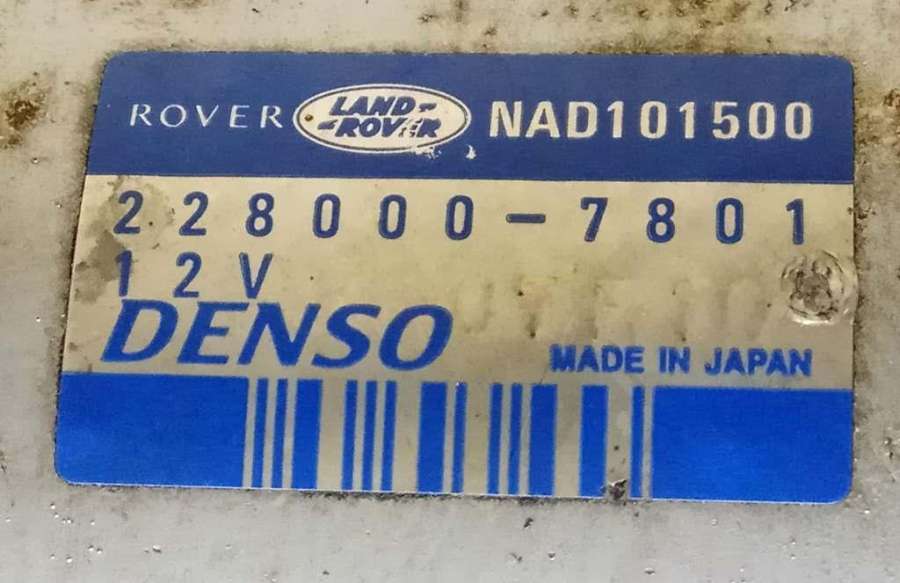 ROVER LAND-ROVER NAD101500
228000-7801
12V
DENSO
MADE IN JAPAN